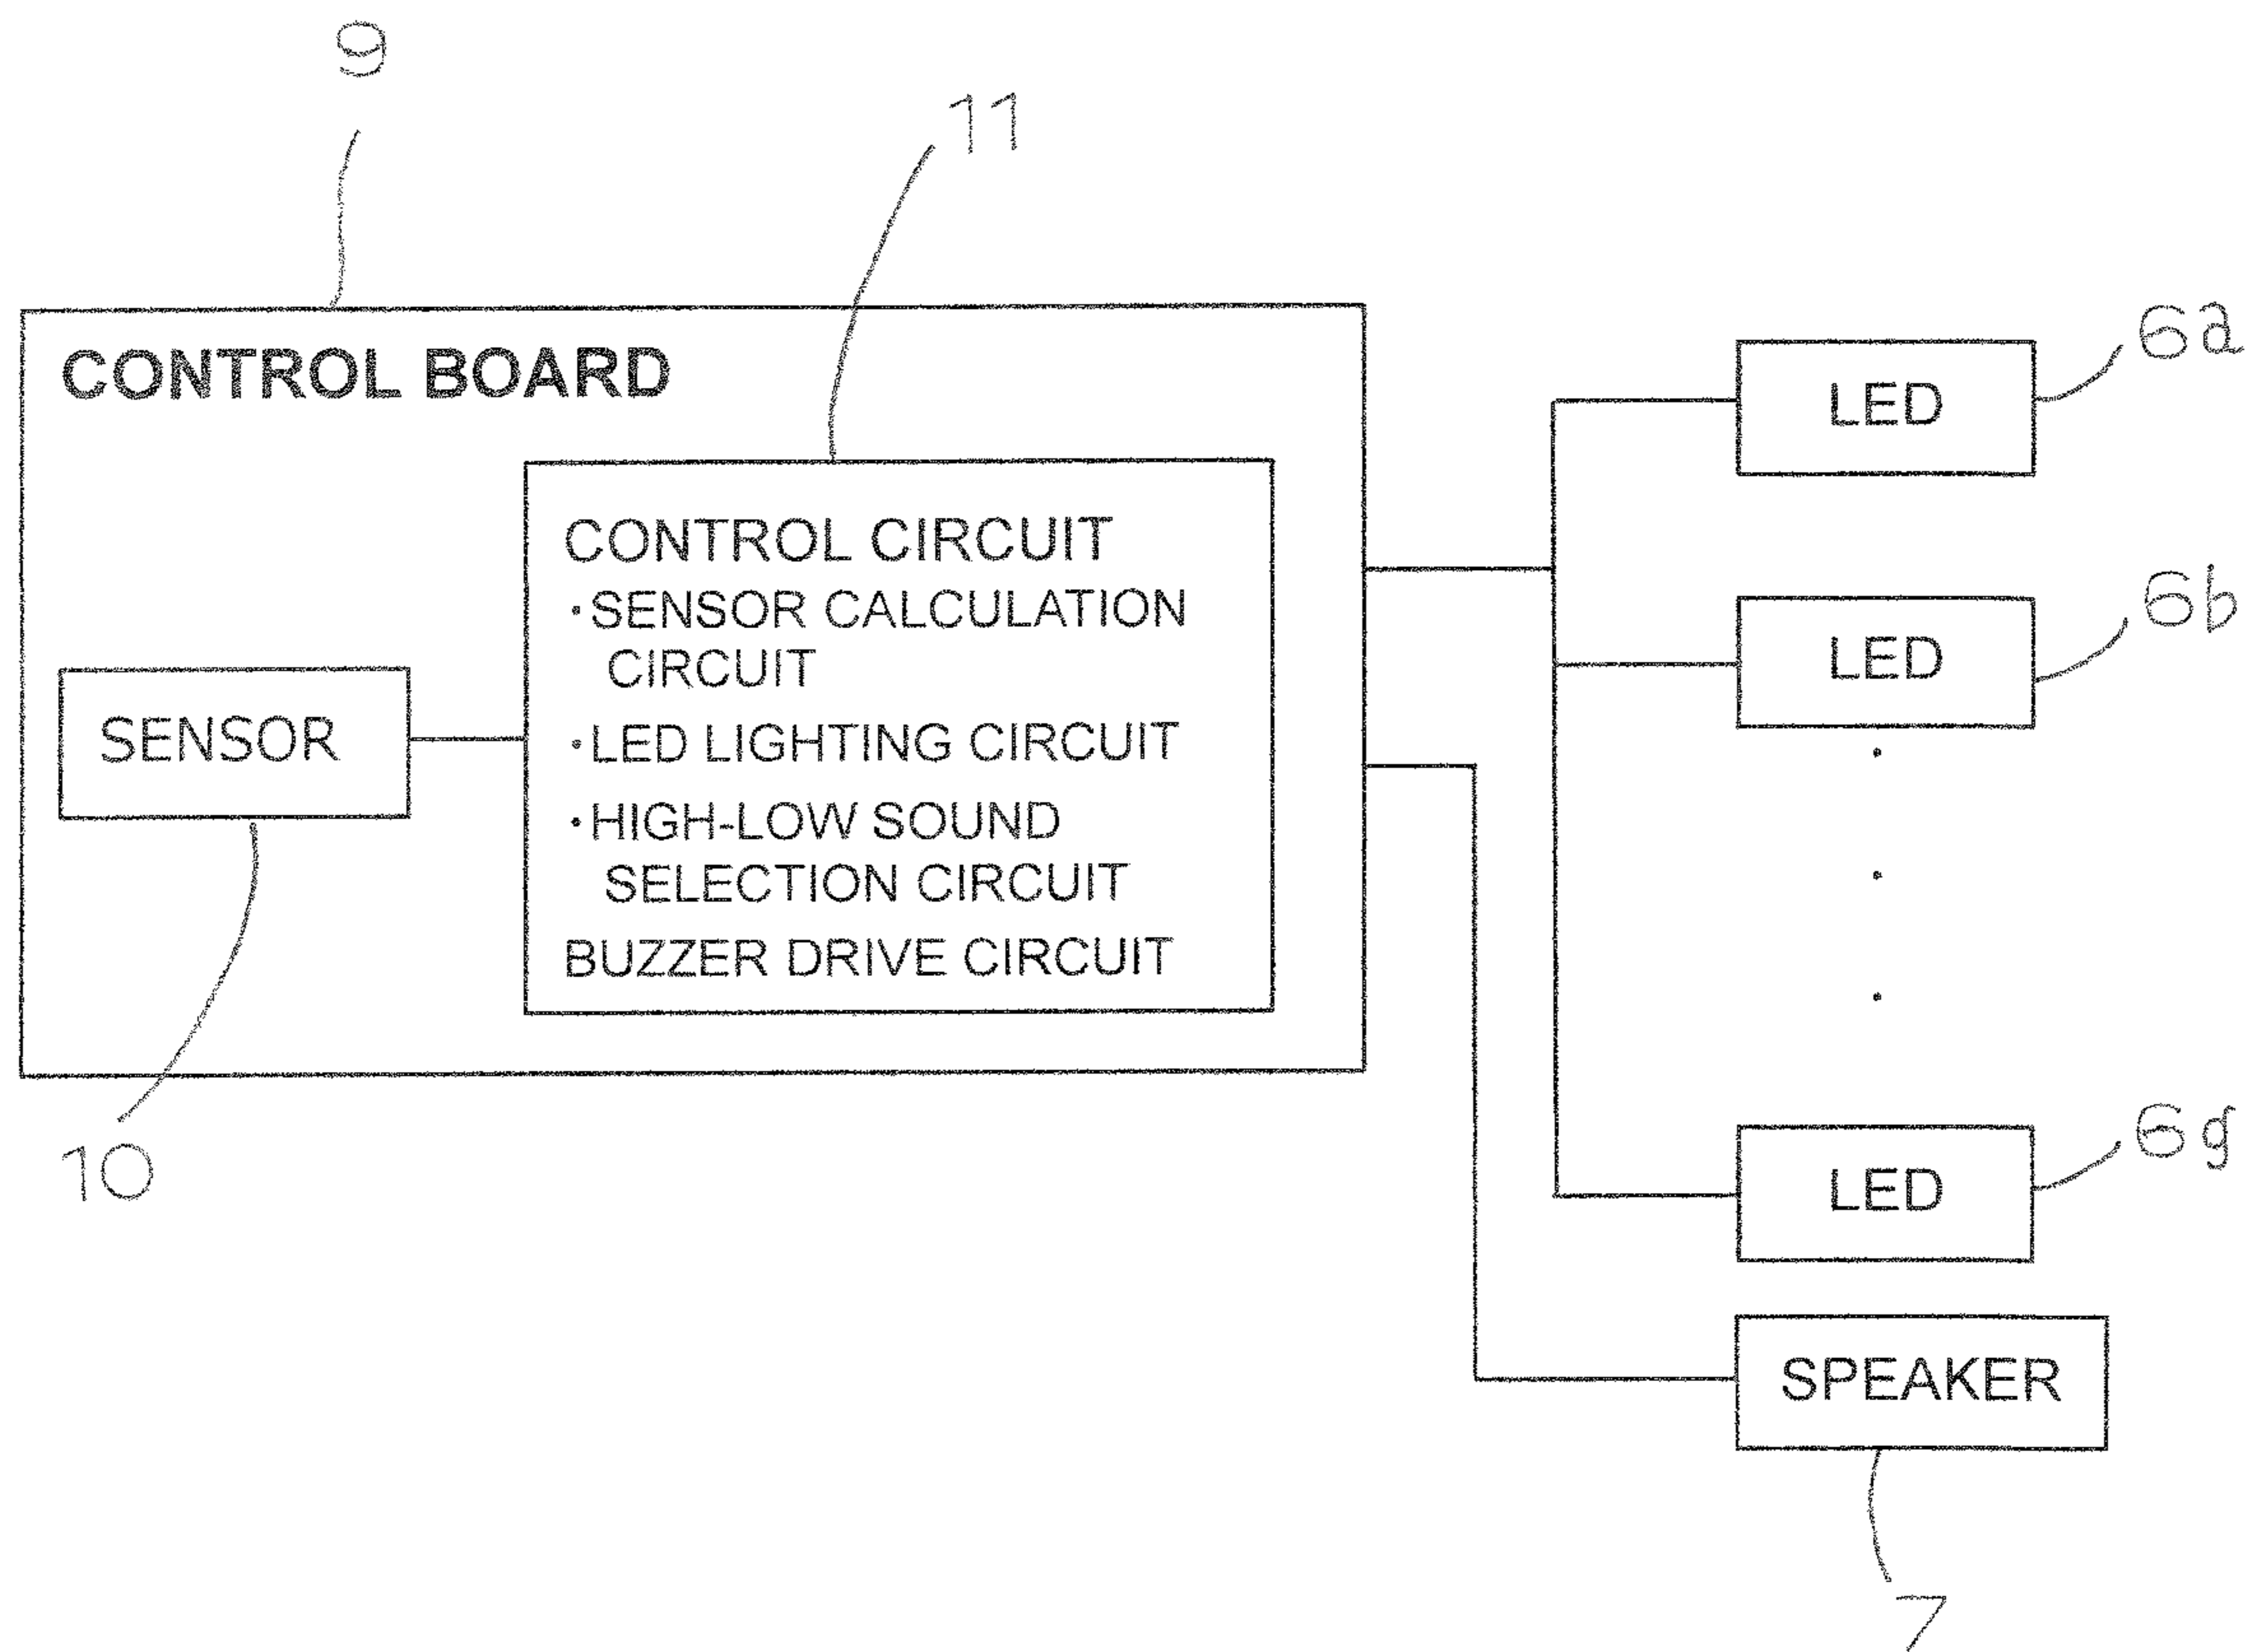 9
11
CONTROL BOARD
6a
LED
CONTROL CIRCUIT
·SENSOR CALCULATION
CIRCUIT
6b
LED
SENSOR
·LED LIGHTING CIRCUIT
·HIGH-LOW SOUND
SELECTION CIRCUIT
BUZZER DRIVE CIRCUIT
10
6g
LED
SPEAKER
7